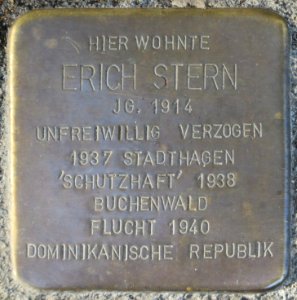 HIER WOHNTE
ERICH STERN
JG. 1914
UNFREIWILLIG VERZOGEN
1937 STADTHAGEN
'SCHUTZHAFT' 1938
BUCHENWALD
FLUCHT 1940
DOMINIKANISCHE REPUBLIK